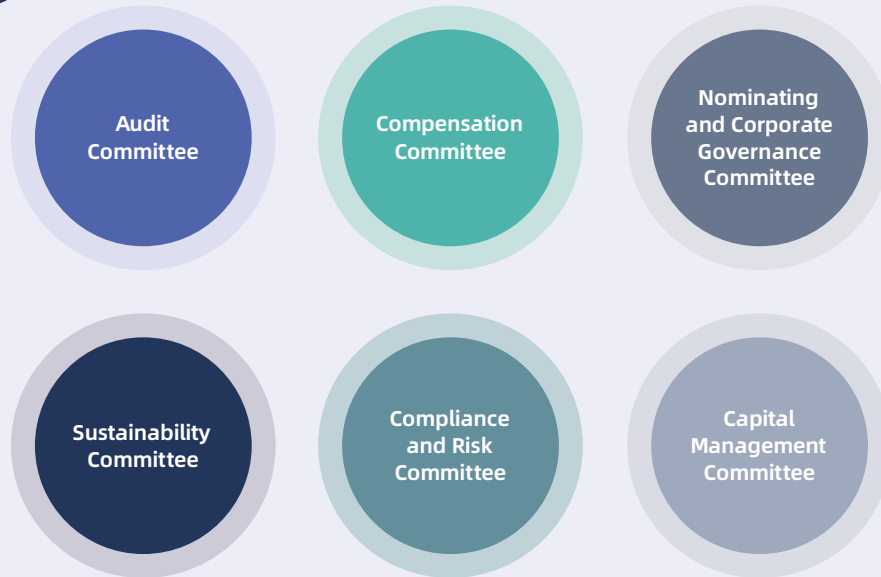 Audit
Committee
Compensation
Committee
Nominating
and Corporate
Governance
Committee
Sustainability
Committee
Compliance
and Risk
Committee
Capital
Management
Committee